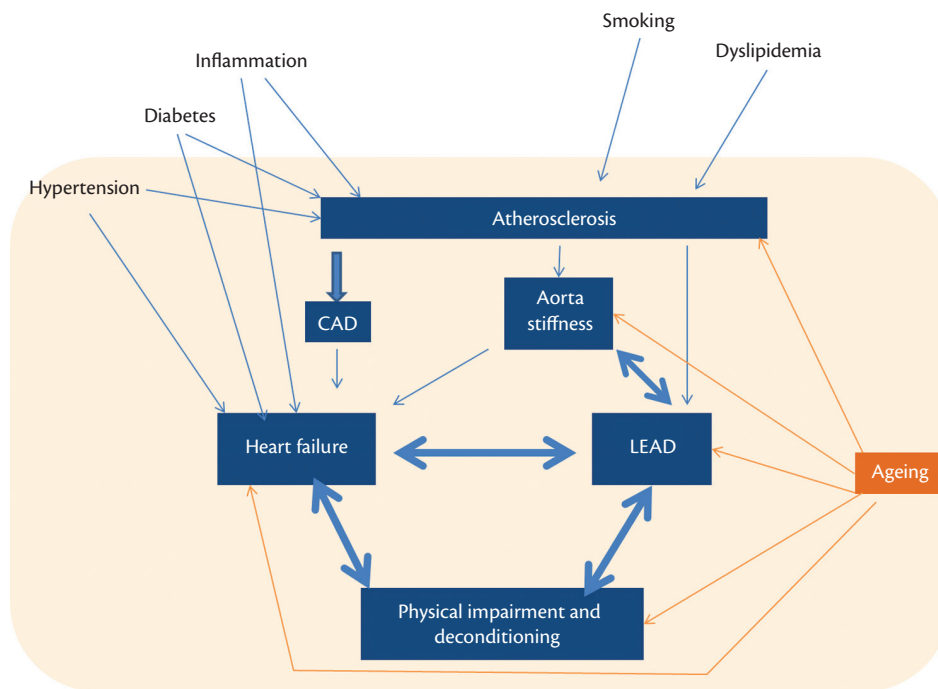 Smoking
Dyslipidemia
Inflammation
Diabetes
Hypertension
Atherosclerosis
CAD
Aorta
stiffness
Heart failure
LEAD
Ageing
Physical impairment and
deconditioning